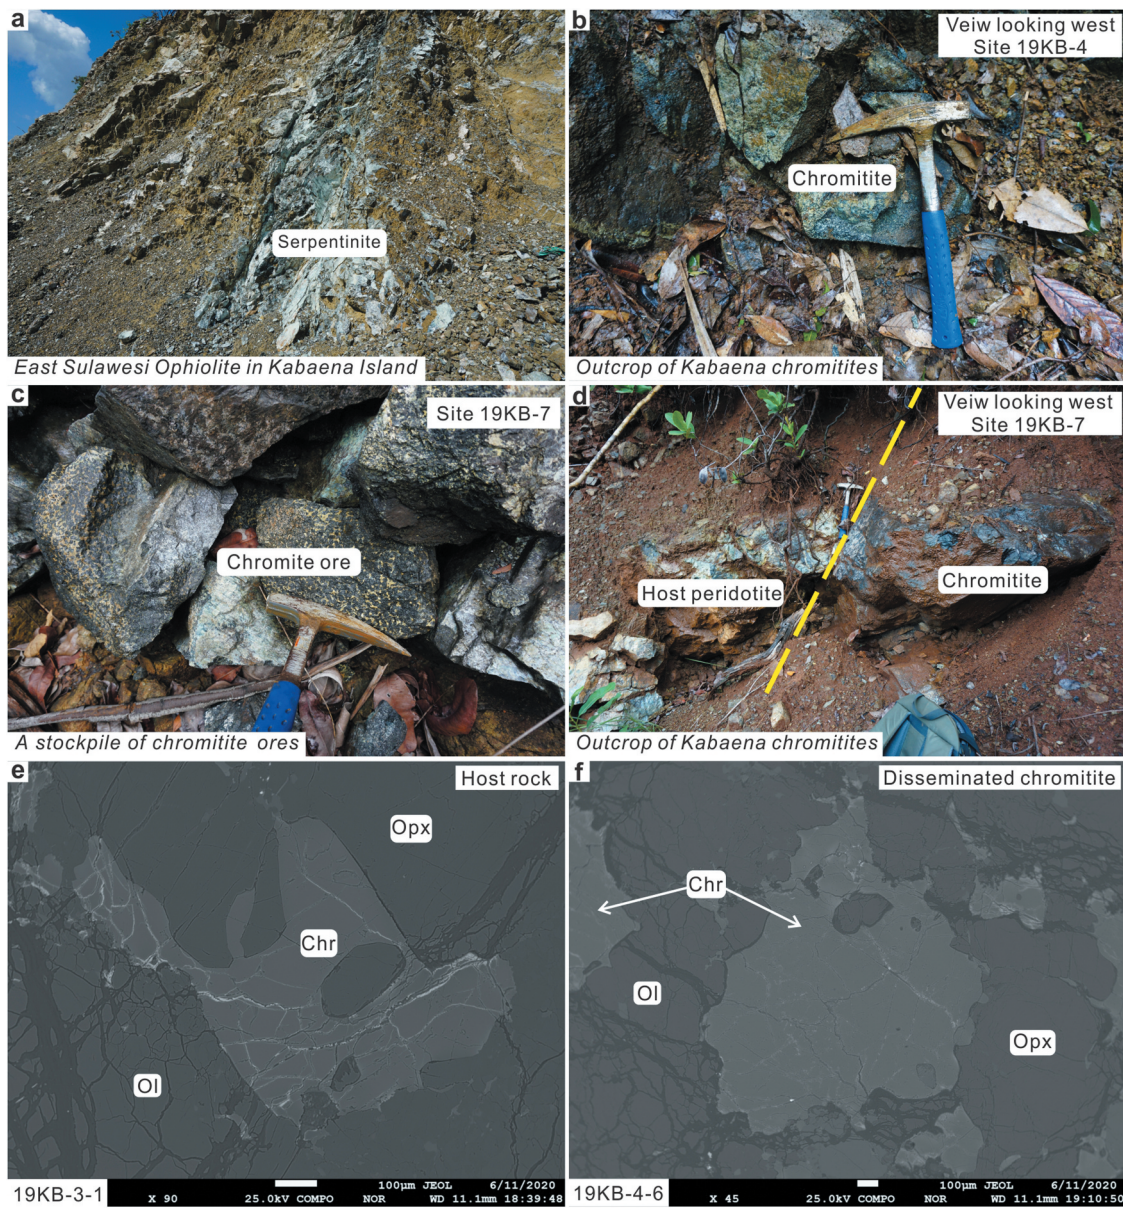 a
Serpentinite
East Sulawesi Ophiolite in Kabaena Island
b
Veiw looking west
Site 19KB-4
Chromitite
Outcrop of Kabaena chromitites
c
Site 19KB-7
Chromite ore
A stockpile of chromitite ores
d
Veiw looking west
Site 19KB-7
Host peridotite
Chromitite
Outcrop of Kabaena chromitites
e
Host rock
Opx
Chr
Ol
19KB-3-1
100μm JEOL 6/11/2020
X 90 25.0kV COMPO NOR WD 11.1mm 18:39:48
f
Disseminated chromitite
Chr
Ol
Opx
19KB-4-6
100μm JEOL 6/11/2020
X 45 25.0kV COMPO NOR WD 11.1mm 19:10:50